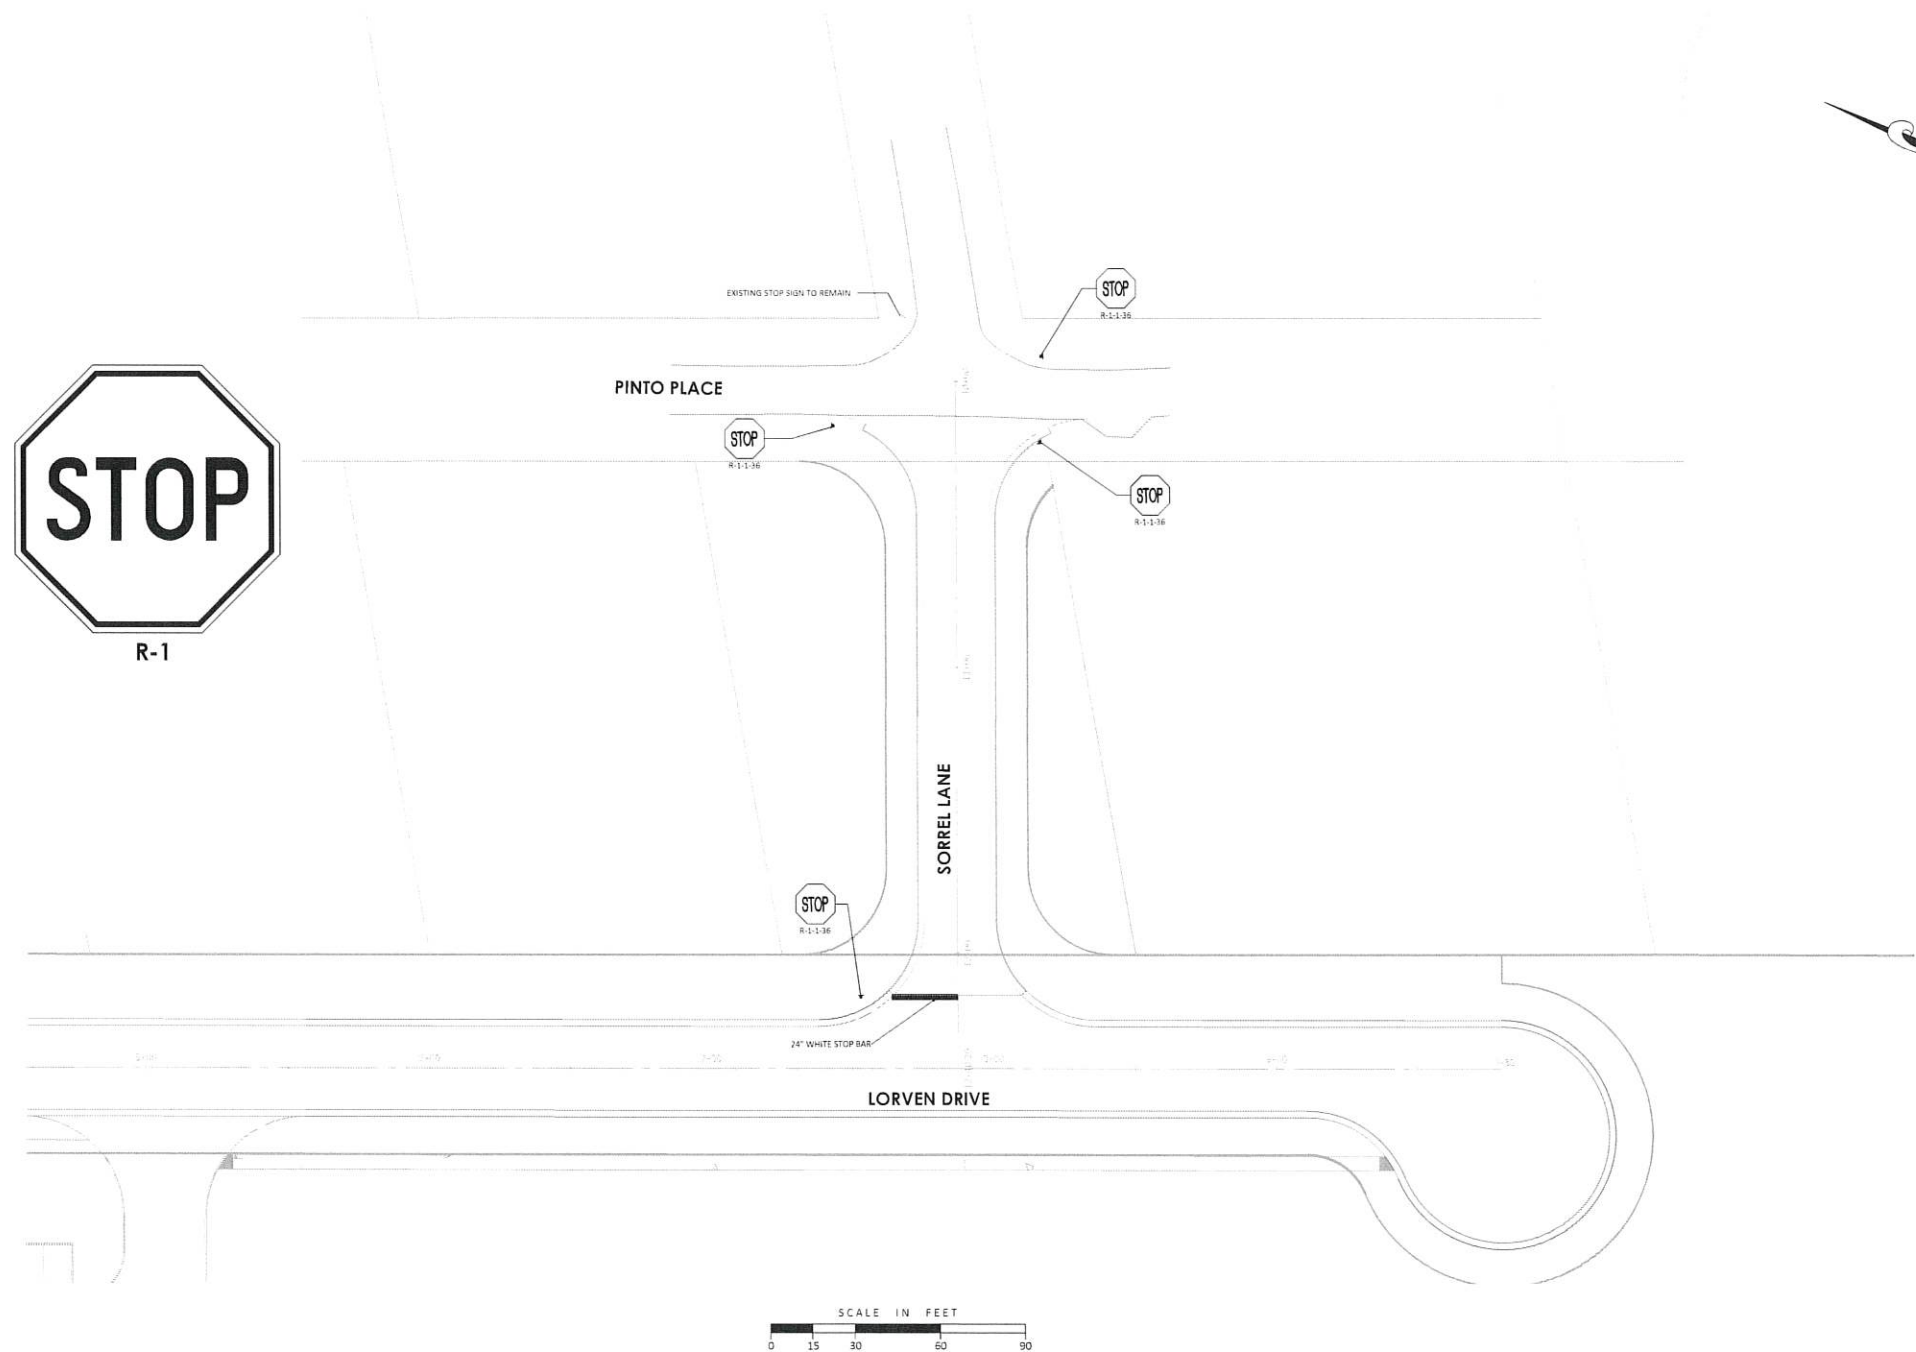 EXISTING STOP SIGN TO REMAIN
STOP
R-1-1-36
PINTO PLACE
STOP
R-1-1-36
STOP
R-1-1-36
STOP
R-1
SORREL LANE
STOP
R-1-1-36
24" WHITE STOP BAR
LORVEN DRIVE
SCALE IN FEET
0 15 30 60 90